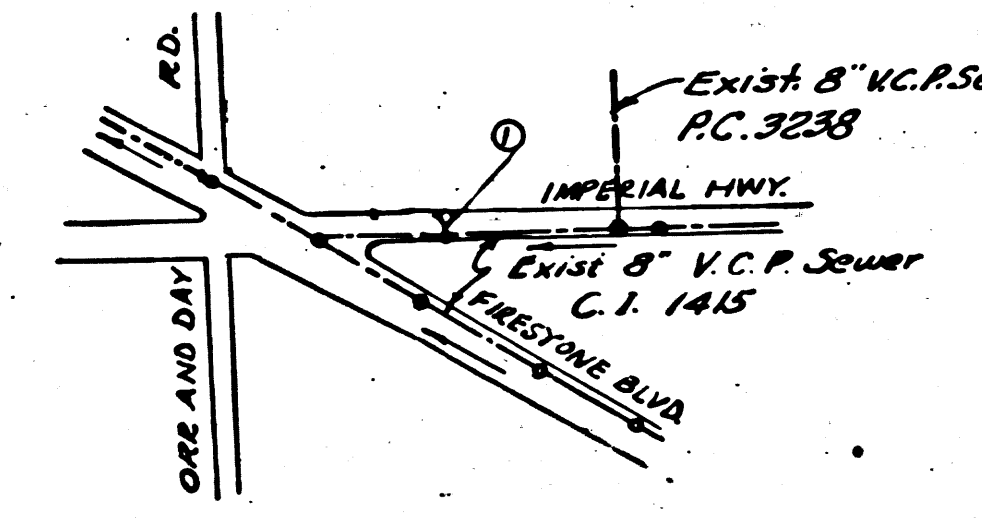 RD.
Exist. 8" V.C.P.Se
P.C. 3238
①
IMPERIAL HWY.
Exist 8" V.C.P. Sewer
C.I. 1415
FIRESTONE BLVD
ORR AND DAY